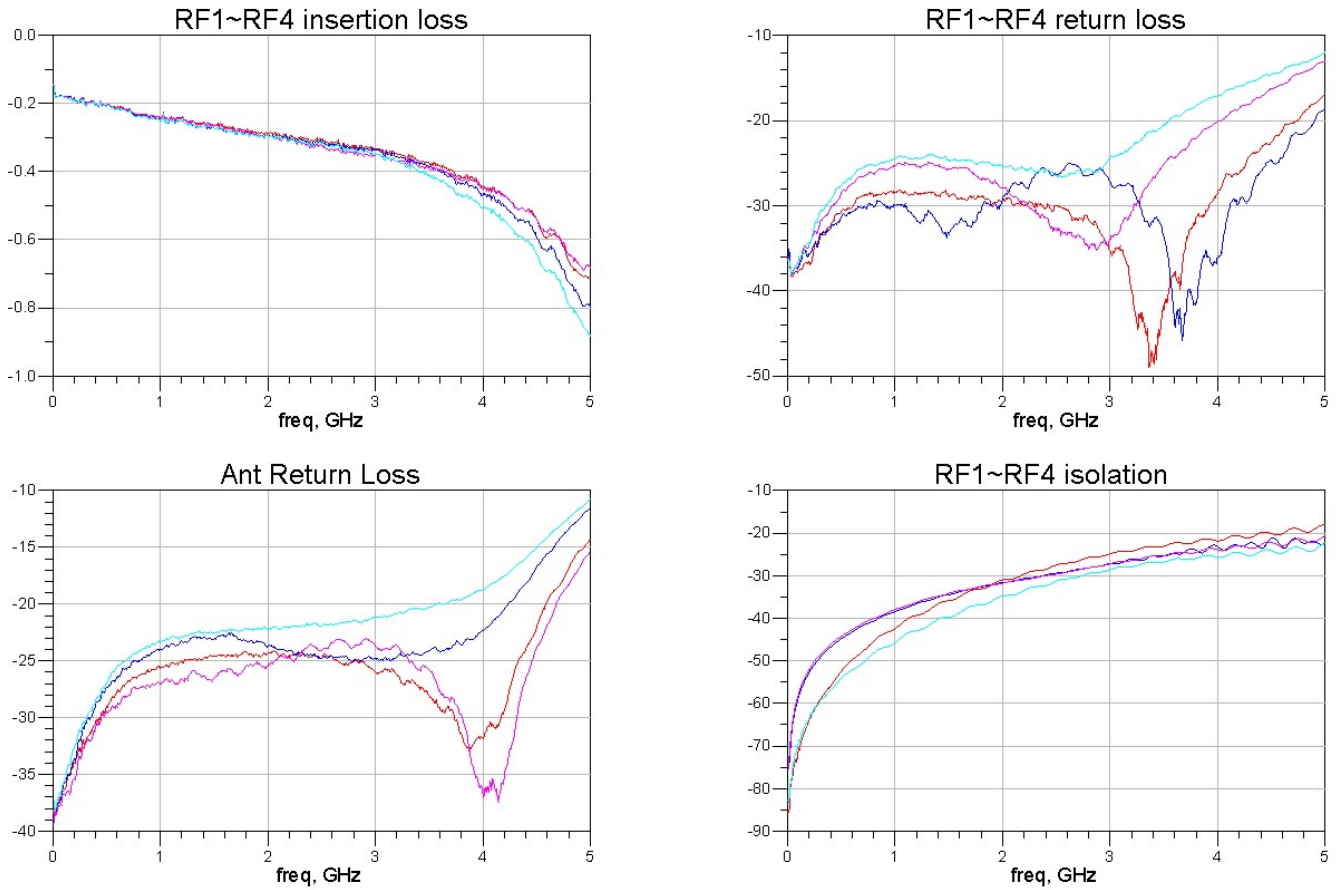 RF1~RF4 insertion loss
0.0
-0.2
-0.4
-0.6
-0.8
-1.0
0 1 2 3 4 5
freq, GHz
RF1~RF4 return loss
-10
-20
-30
-40
-50
0 1 2 3 4 5
freq, GHz
Ant Return Loss
-10
-15
-20
-25
-30
-35
-40
0 1 2 3 4 5
freq, GHz
RF1~RF4 isolation
-10
-20
-30
-40
-50
-60
-70
-80
-90
0 1 2 3 4 5
freq, GHz